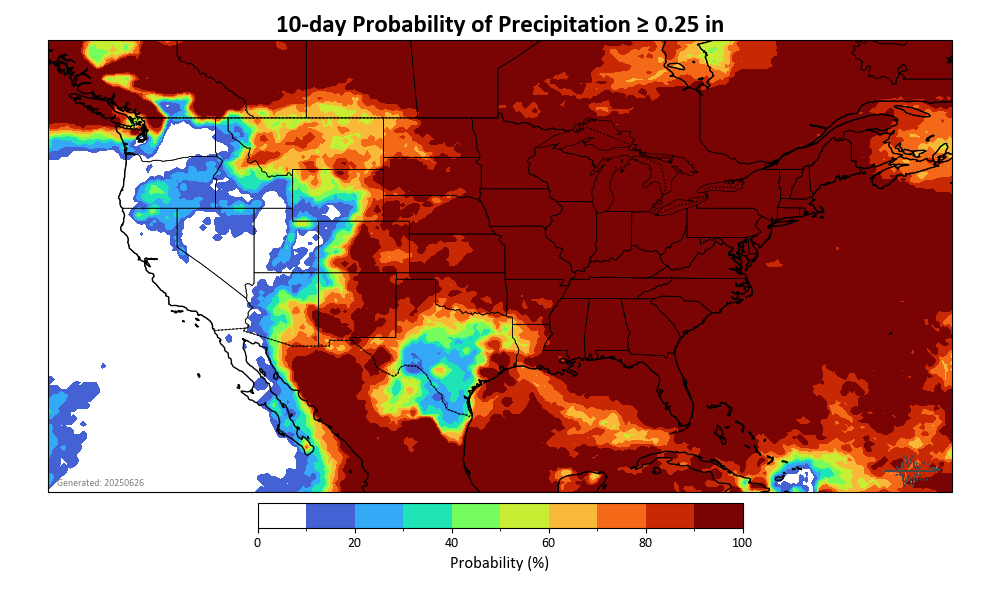 10-day Probability of Precipitation ≥ 0.25 in
Generated: 20250626
0 20 40 60 80 100
Probability (%)